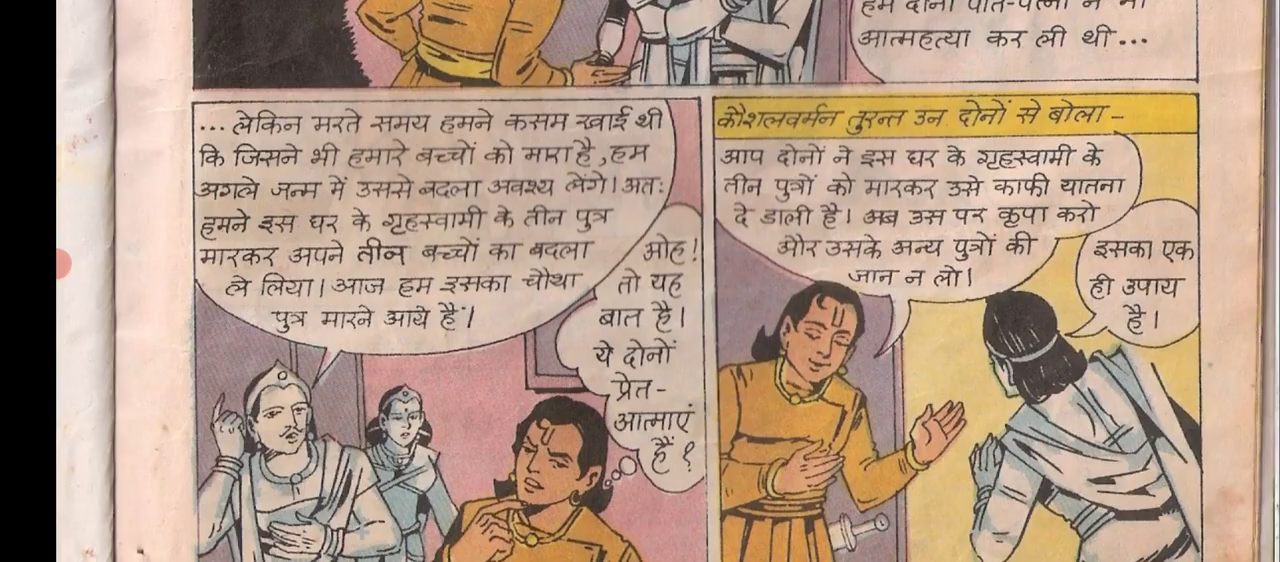 हम दोनों पति-पत्नी ने भी
आत्महत्या कर ली थी...
... लेकिन मरते समय हमने कसम खाई थी
कि जिसने भी हमारे बच्चों को मारा है, हम
अगले जन्म में उससे बदला अवश्य लेंगे। अतः
हमने इस घर के गृहस्वामी के तीन पुत्र
मारकर अपने तीन बच्चों का बदला
ले लिया। आज हम इसका चौथा
पुत्र मारने आये हैं।
ओह!
तो यह
बात है।
ये दोनों
प्रेत-
आत्माएं
हैं?
कौशलवर्मन तुरन्त उन दोनों से बोला -
आप दोनों ने इस घर के गृहस्वामी के
तीन पुत्रों को मारकर उसे काफी यातना
दे डाली है। अब उस पर कृपा करो
और उसके अन्य पुत्रों की
जान न लो।
इसका एक
ही उपाय
है।